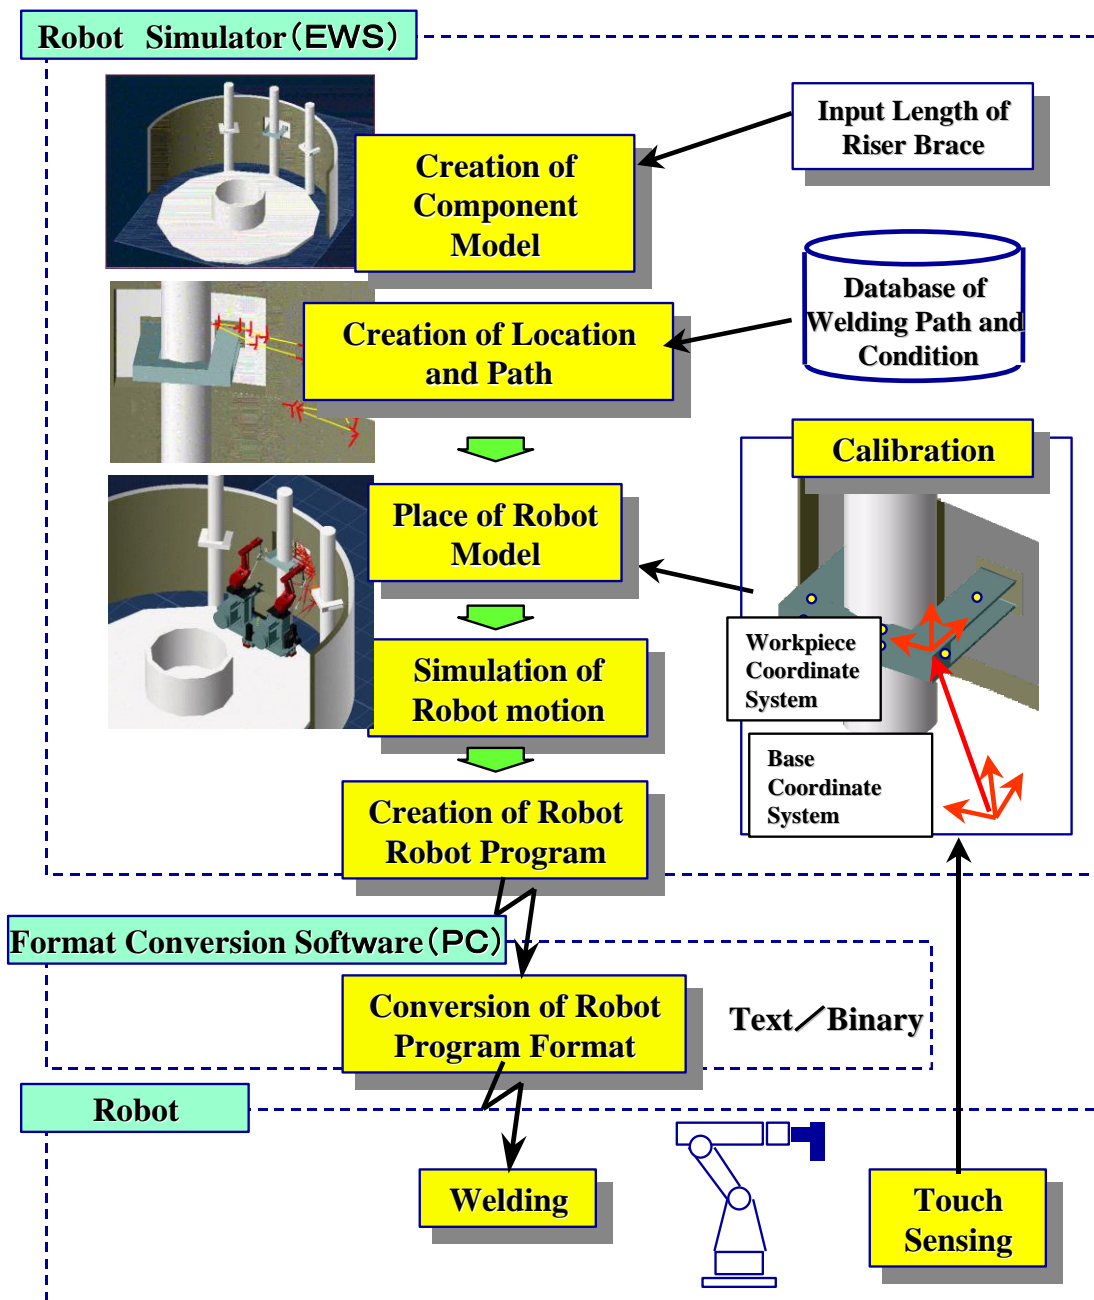 Robot Simulator（EWS）
Input Length of
Riser Brace
Creation of
Component
Model
Database of
Welding Path and
Condition
Creation of Location
and Path
Calibration
Place of Robot
Model
Workpiece
Coordinate
System
Simulation of
Robot motion
Base
Coordinate
System
Creation of Robot
Robot Program
Format Conversion Software（PC）
Conversion of Robot
Program Format
Text／Binary
Robot
Welding
Touch
Sensing